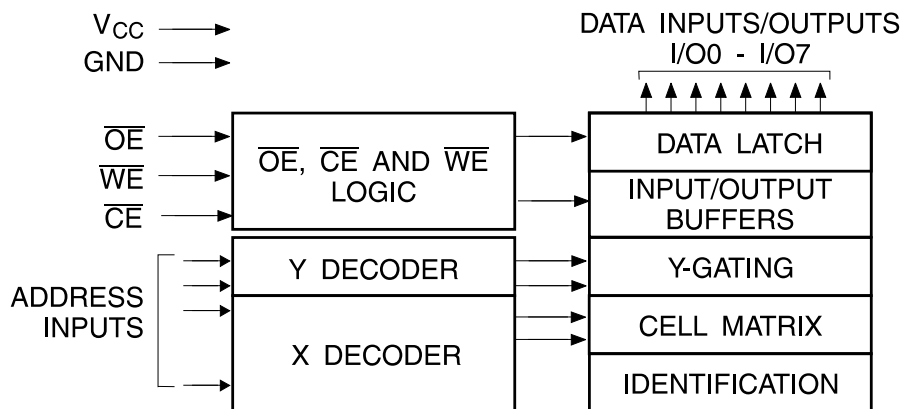 VCC
GND
DATA INPUTS/OUTPUTS
I/O0 - I/O7
OE
WE
CE
OE, CE AND WE
LOGIC
DATA LATCH
INPUT/OUTPUT
BUFFERS
ADDRESS
INPUTS
Y DECODER
Y-GATING
X DECODER
CELL MATRIX
IDENTIFICATION